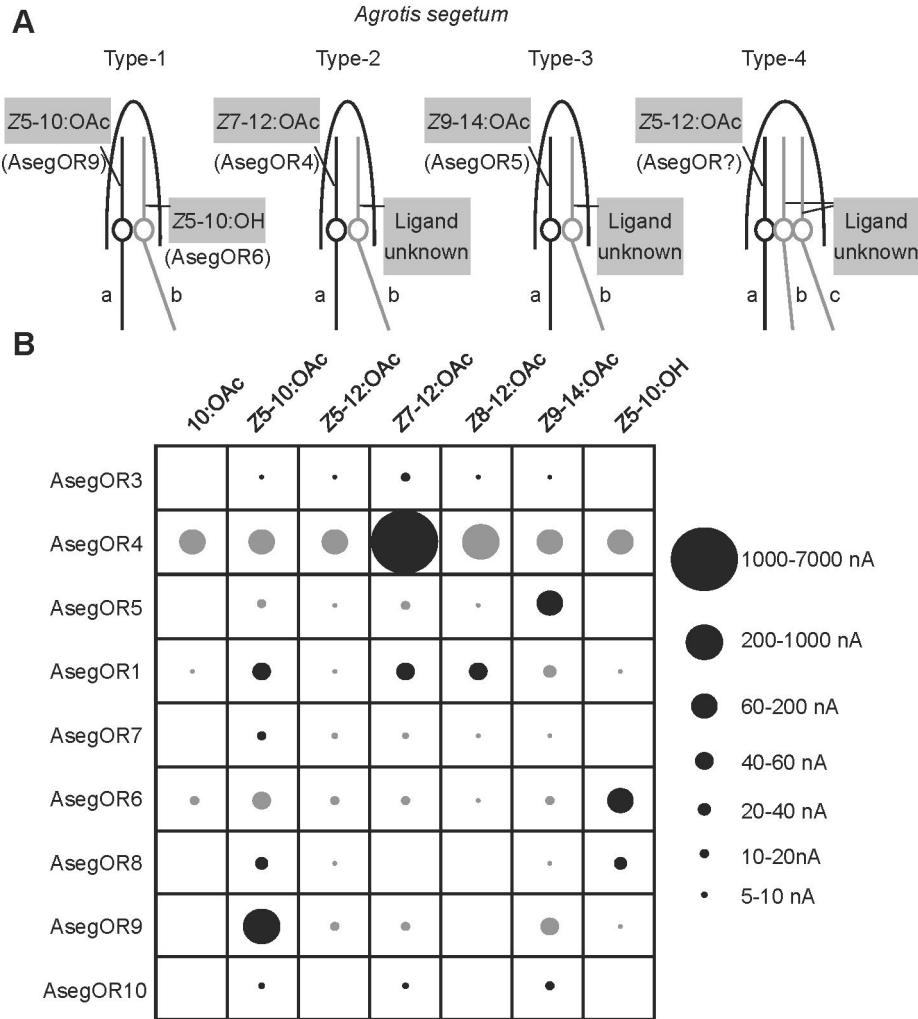 A
Agrotis segetum
Type-1
Type-2
Type-3
Type-4
Z5-10:OAc
(AsegOR9)
Z5-10:OH
(AsegOR6)
a
b
Z7-12:OAc
(AsegOR4)
Ligand
unknown
a
b
Z9-14:OAc
(AsegOR5)
Ligand
unknown
a
b
Z5-12:OAc
(AsegOR?)
Ligand
unknown
a
b
c
B
10:OAc
Z5-10:OAc
Z5-12:OAc
Z7-12:OAc
Z8-12:OAc
Z9-14:OAc
Z5-10:OH
AsegOR3
AsegOR4
AsegOR5
AsegOR1
AsegOR7
AsegOR6
AsegOR8
AsegOR9
AsegOR10
1000-7000 nA
200-1000 nA
60-200 nA
40-60 nA
20-40 nA
10-20nA
5-10 nA